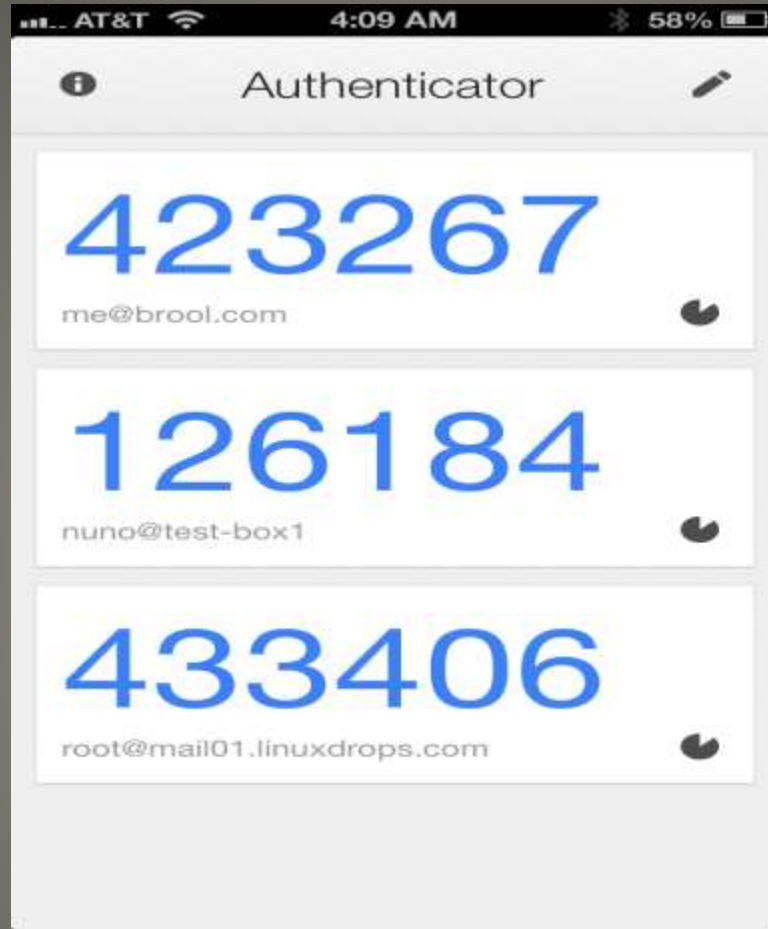 AT&T 4:09 AM 58%
Authenticator
423267
me@brool.com
126184
nuno@test-box1
433406
root@mail01.linuxdrops.com